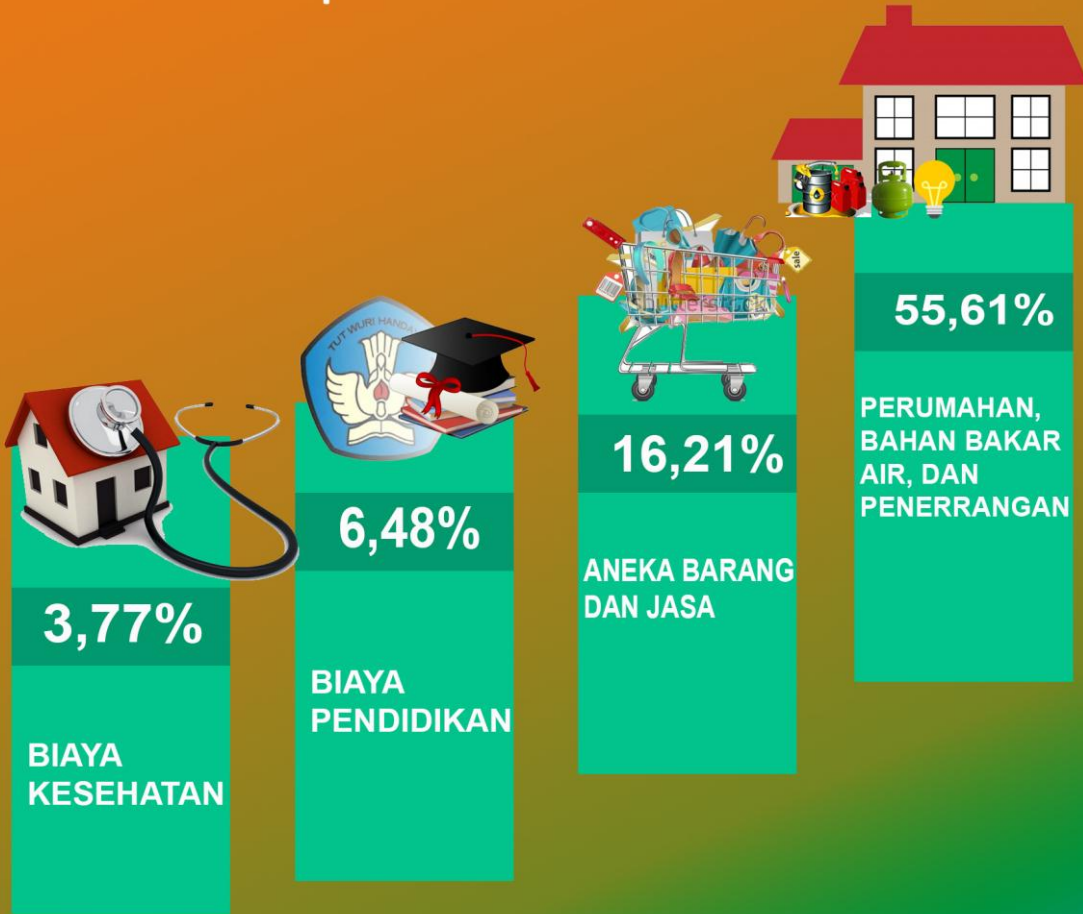 3,77%
BIAYA
KESEHATAN
TUT WURI HANDA
6,48%
BIAYA
PENDIDIKAN
sale
16,21%
ANEKA BARANG
DAN JASA
55,61%
PERUMAHAN,
BAHAN BAKAR
AIR, DAN
PENERRANGAN